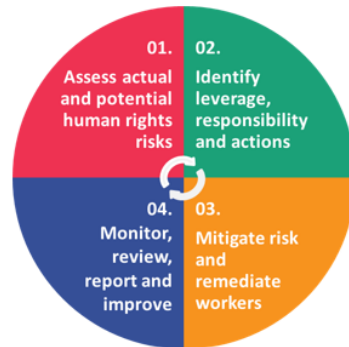 01.
Assess actual
and potential
human rights
risks
02.
Identify
leverage,
responsibility
and actions
03.
Mitigate risk
and
remediate
workers
04.
Monitor,
review,
report and
improve